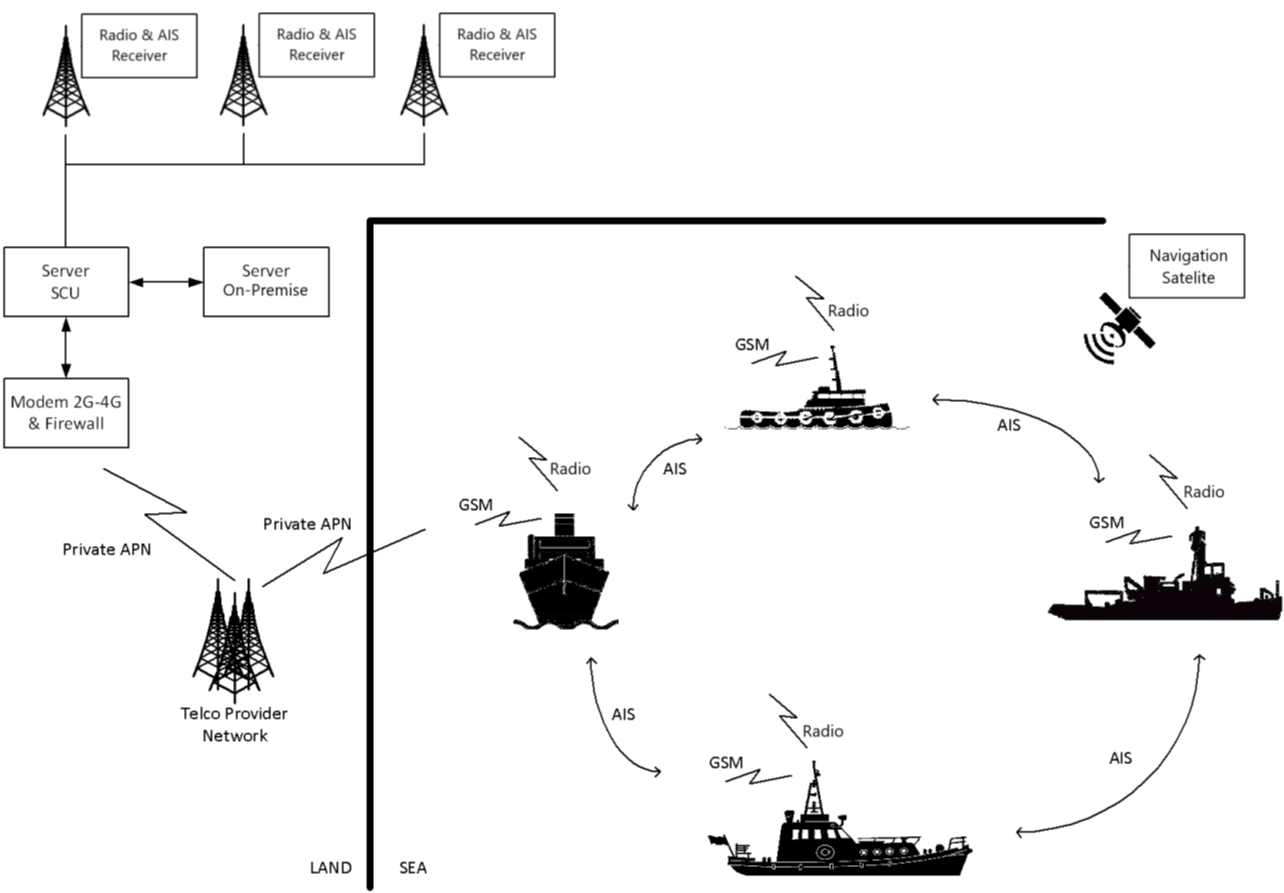 Radio & AIS
Receiver
Radio & AIS
Receiver
Radio & AIS
Receiver
Server
SCU
Server
On-Premise
Modem 2G-4G
& Firewall
Private APN
Private APN
Telco Provider
Network
LAND
SEA
Navigation
Satelite
Radio
GSM
AIS
AIS
Radio
GSM
Radio
GSM
AIS
AIS
Radio
GSM